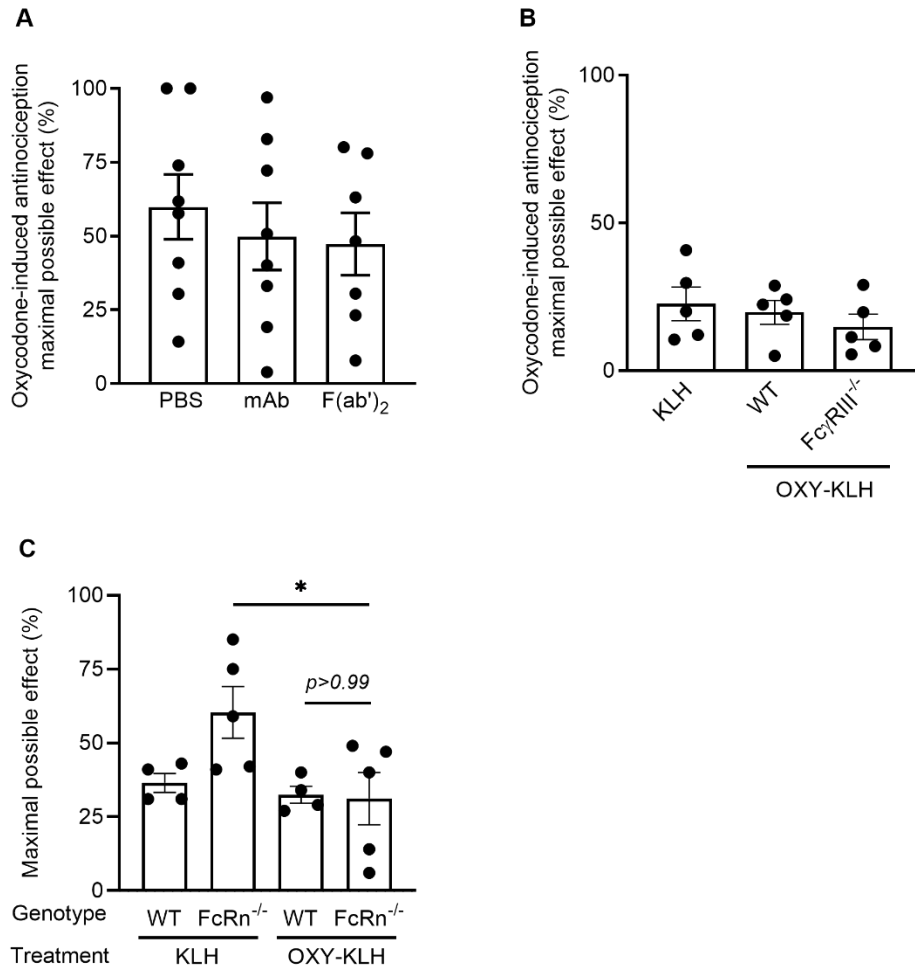 A
Oxycodone-induced antinociception
maximal possible effect (%)
100
75
50
25
0
PBS mAb F(ab')₂
B
Oxycodone-induced antinociception
maximal possible effect (%)
100
50
0
KLH
WT
FcγRIII⁻/⁻
OXY-KLH
C
Maximal possible effect (%)
100
75
50
25
0
*
p>0.99
Genotype WT FcRn⁻/⁻ WT FcRn⁻/⁻
Treatment KLH OXY-KLH